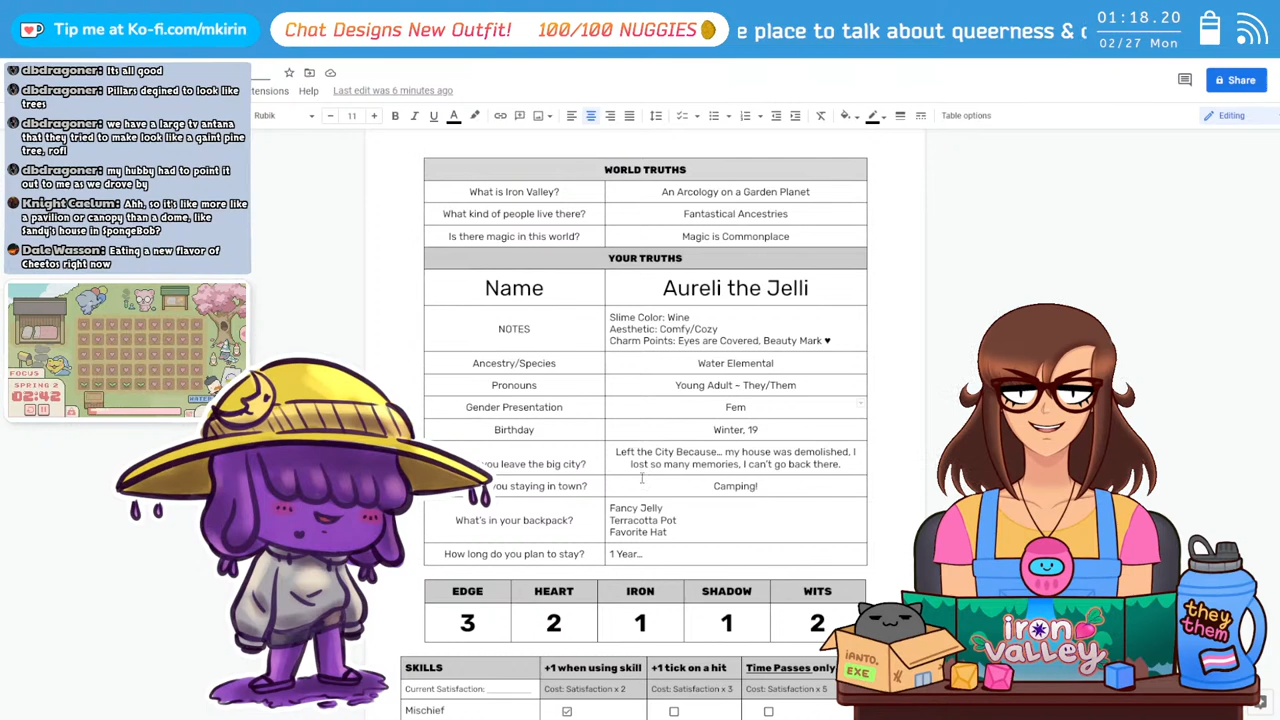 Tip me at Ko-fi.com/mkirin
Chat Designs New Outfit! 100/100 NUGGIES
e place to talk about queerness &
01:18.20
02/27 Mon
dbdragoner: Its all good
dbdragoner: Pillars deqined to look like
trees
dbdragoner: we have a large tv antana
that they tried to make look like a gaint pine
tree, rofl
dbdragoner: my hubby had to point it
out to me as we drove by
Knight Caelum: Ahh, so it's like more like
a pavilion or canopy than a dome, like
Sandy's house in SpongeBob?
Dale Wasson: Eating a new flavor of
Cheetos right now
FOCUS
SPRING 2
02:42
tensions Help Last edit was 6 minutes ago
Share
Rubik 11 Table options Editing
WORLD TRUTHS
What is Iron Valley? An Arcology on a Garden Planet
What kind of people live there? Fantastical Ancestries
Is there magic in this world? Magic is Commonplace
YOUR TRUTHS
Name Aureli the Jelli
NOTES
Slime Color: Wine
Aesthetic: Comfy/Cozy
Charm Points: Eyes are Covered, Beauty Mark ♥
Ancestry/Species Water Elemental
Pronouns Young Adult ~ They/Them
Gender Presentation Fem
Birthday Winter, 19
you leave the big city? Left the City Because... my house was demolished, I
lost so many memories, I can't go back there.
you staying in town? Camping!
What's in your backpack?
Fancy Jelly
Terracotta Pot
Favorite Hat
How long do you plan to stay? 1 Year...
EDGE HEART IRON SHADOW WITS
3 2 1 1 2
SKILLS +1 when using skill +1 tick on a hit Time Passes only
Current Satisfaction: Cost: Satisfaction x 2 Cost: Satisfaction x 3 Cost: Satisfaction x 5
Mischief
IANTO.
EXE
iron
valley
they
them